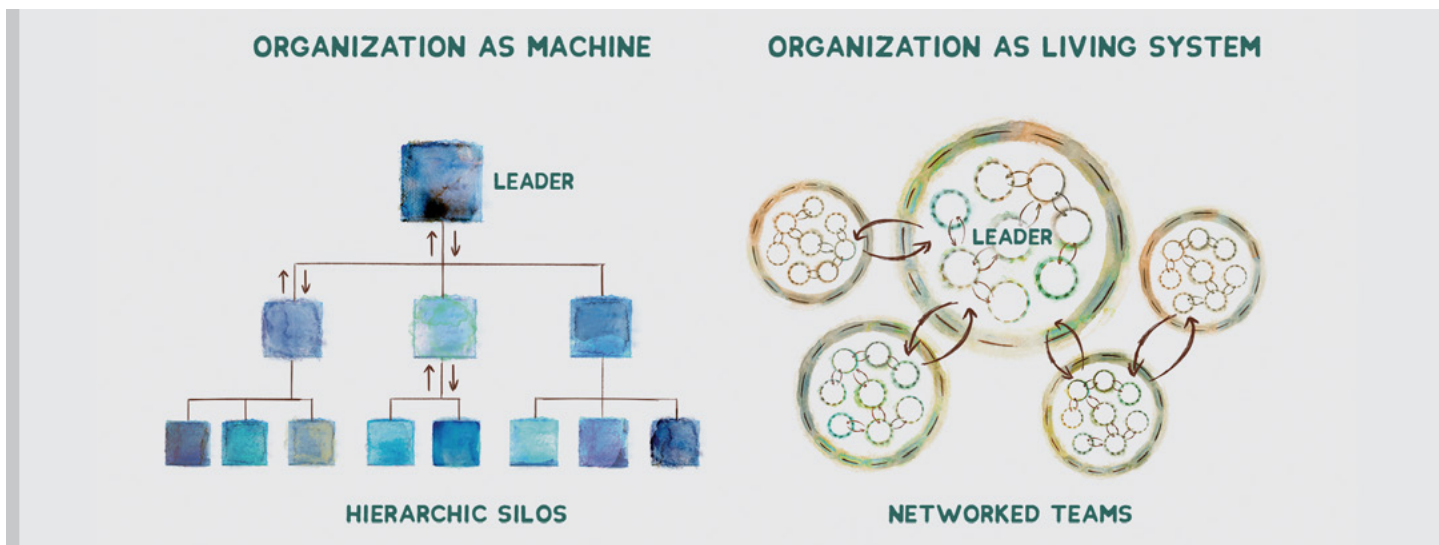 ORGANIZATION AS MACHINE
ORGANIZATION AS LIVING SYSTEM
LEADER
LEADER
HIERARCHIC SILOS
NETWORKED TEAMS